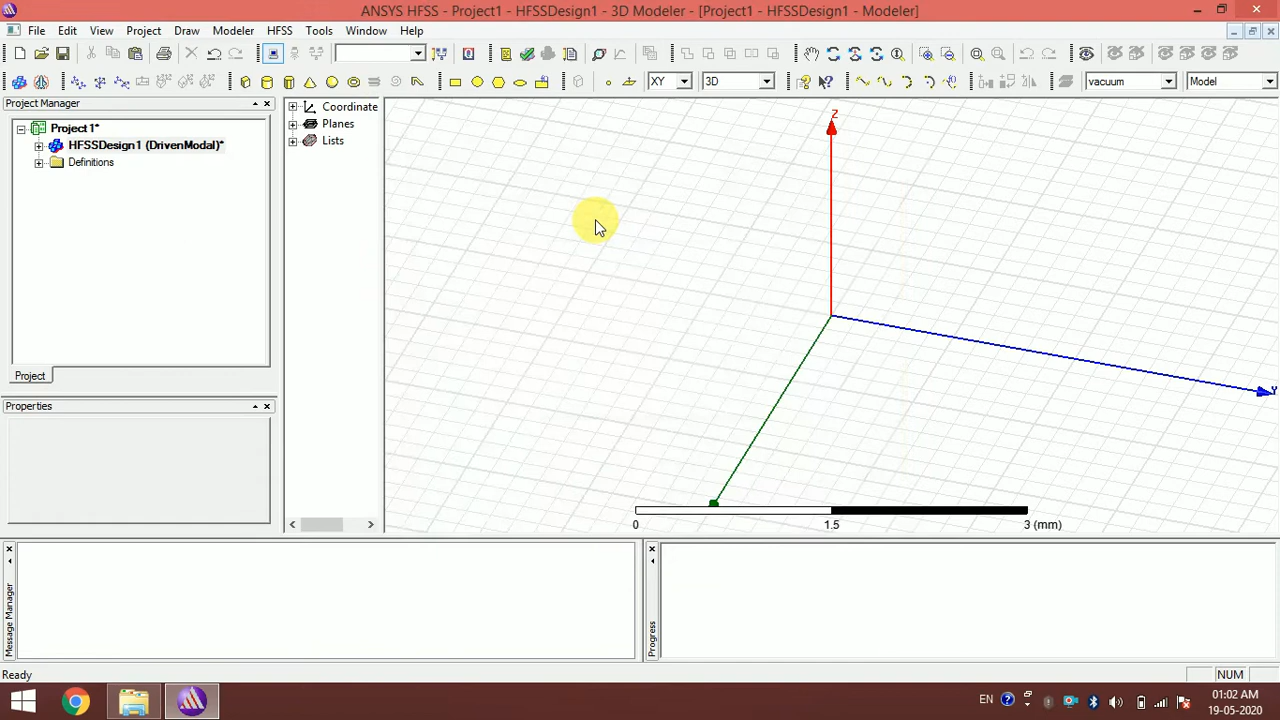 ANSYS HFSS - Project1 - HFSSDesign1 - 3D Modeler - [Project1 - HFSSDesign1 - Modeler]
File Edit View Project Draw Modeler HFSS Tools Window Help
XY 3D vacuum Model
Project Manager
Project1*
HFSSDesign1 (DrivenModal)*
Definitions
Project
Properties
Coordinate
Planes
Lists
Z
Y
0 1.5 3 (mm)
Message Manager
Progress
Ready
NUM
EN
01:02 AM
19-05-2020